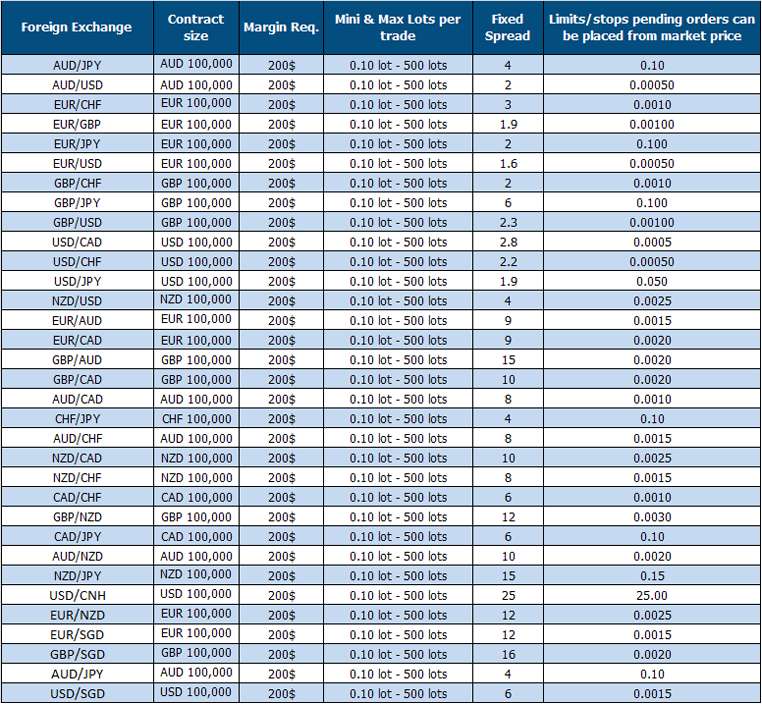 Foreign Exchange Contract size Margin Req. Mini & Max Lots per trade Fixed Spread Limits/stops pending orders can be placed from market price
AUD/JPY AUD 100,000 200$ 0.10 lot - 500 lots 4 0.10
AUD/USD AUD 100,000 200$ 0.10 lot - 500 lots 2 0.00050
EUR/CHF EUR 100,000 200$ 0.10 lot - 500 lots 3 0.0010
EUR/GBP EUR 100,000 200$ 0.10 lot - 500 lots 1.9 0.00100
EUR/JPY EUR 100,000 200$ 0.10 lot - 500 lots 2 0.100
EUR/USD EUR 100,000 200$ 0.10 lot - 500 lots 1.6 0.00050
GBP/CHF GBP 100,000 200$ 0.10 lot - 500 lots 2 0.0010
GBP/JPY GBP 100,000 200$ 0.10 lot - 500 lots 6 0.100
GBP/USD GBP 100,000 200$ 0.10 lot - 500 lots 2.3 0.00100
USD/CAD USD 100,000 200$ 0.10 lot - 500 lots 2.8 0.0005
USD/CHF USD 100,000 200$ 0.10 lot - 500 lots 2.2 0.00050
USD/JPY USD 100,000 200$ 0.10 lot - 500 lots 1.9 0.050
NZD/USD NZD 100,000 200$ 0.10 lot - 500 lots 4 0.0025
EUR/AUD EUR 100,000 200$ 0.10 lot - 500 lots 9 0.0015
EUR/CAD EUR 100,000 200$ 0.10 lot - 500 lots 9 0.0020
GBP/AUD GBP 100,000 200$ 0.10 lot - 500 lots 15 0.0020
GBP/CAD GBP 100,000 200$ 0.10 lot - 500 lots 10 0.0020
AUD/CAD AUD 100,000 200$ 0.10 lot - 500 lots 8 0.0010
CHF/JPY CHF 100,000 200$ 0.10 lot - 500 lots 4 0.10
AUD/CHF AUD 100,000 200$ 0.10 lot - 500 lots 8 0.0015
NZD/CAD NZD 100,000 200$ 0.10 lot - 500 lots 10 0.0025
NZD/CHF NZD 100,000 200$ 0.10 lot - 500 lots 8 0.0015
CAD/CHF CAD 100,000 200$ 0.10 lot - 500 lots 6 0.0010
GBP/NZD GBP 100,000 200$ 0.10 lot - 500 lots 12 0.0030
CAD/JPY CAD 100,000 200$ 0.10 lot - 500 lots 6 0.10
AUD/NZD AUD 100,000 200$ 0.10 lot - 500 lots 10 0.0020
NZD/JPY NZD 100,000 200$ 0.10 lot - 500 lots 15 0.15
USD/CNH USD 100,000 200$ 0.10 lot - 500 lots 25 25.00
EUR/NZD EUR 100,000 200$ 0.10 lot - 500 lots 12 0.0025
EUR/SGD EUR 100,000 200$ 0.10 lot - 500 lots 12 0.0015
GBP/SGD GBP 100,000 200$ 0.10 lot - 500 lots 16 0.0020
AUD/JPY AUD 100,000 200$ 0.10 lot - 500 lots 4 0.10
USD/SGD USD 100,000 200$ 0.10 lot - 500 lots 6 0.0015